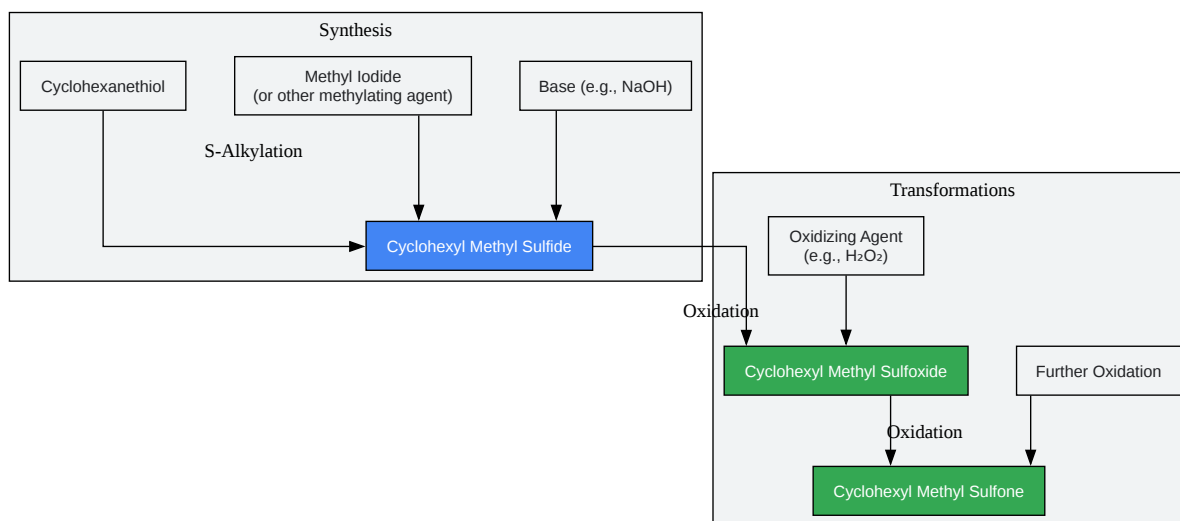 Synthesis
Cyclohexanethiol
Methyl Iodide
(or other methylating agent)
Base (e.g., NaOH)
S-Alkylation
Cyclohexyl Methyl Sulfide
Transformations
Oxidizing Agent
(e.g., H₂O₂)
Oxidation
Cyclohexyl Methyl Sulfoxide
Further Oxidation
Oxidation
Cyclohexyl Methyl Sulfone